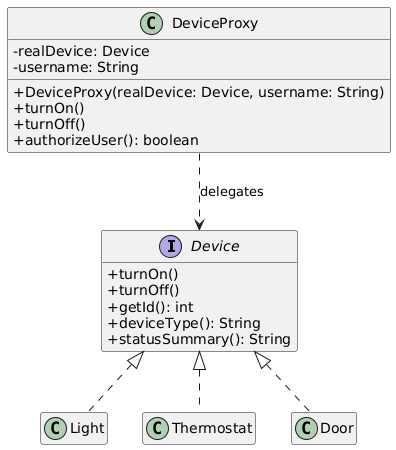 C DeviceProxy
-realDevice: Device
-username: String
+DeviceProxy(realDevice: Device, username: String)
+turnOn()
+turnOff()
+authorizeUser(): boolean
delegates
I Device
+turnOn()
+turnOff()
+getId(): int
+deviceType(): String
+statusSummary(): String
C Light
C Thermostat
C Door